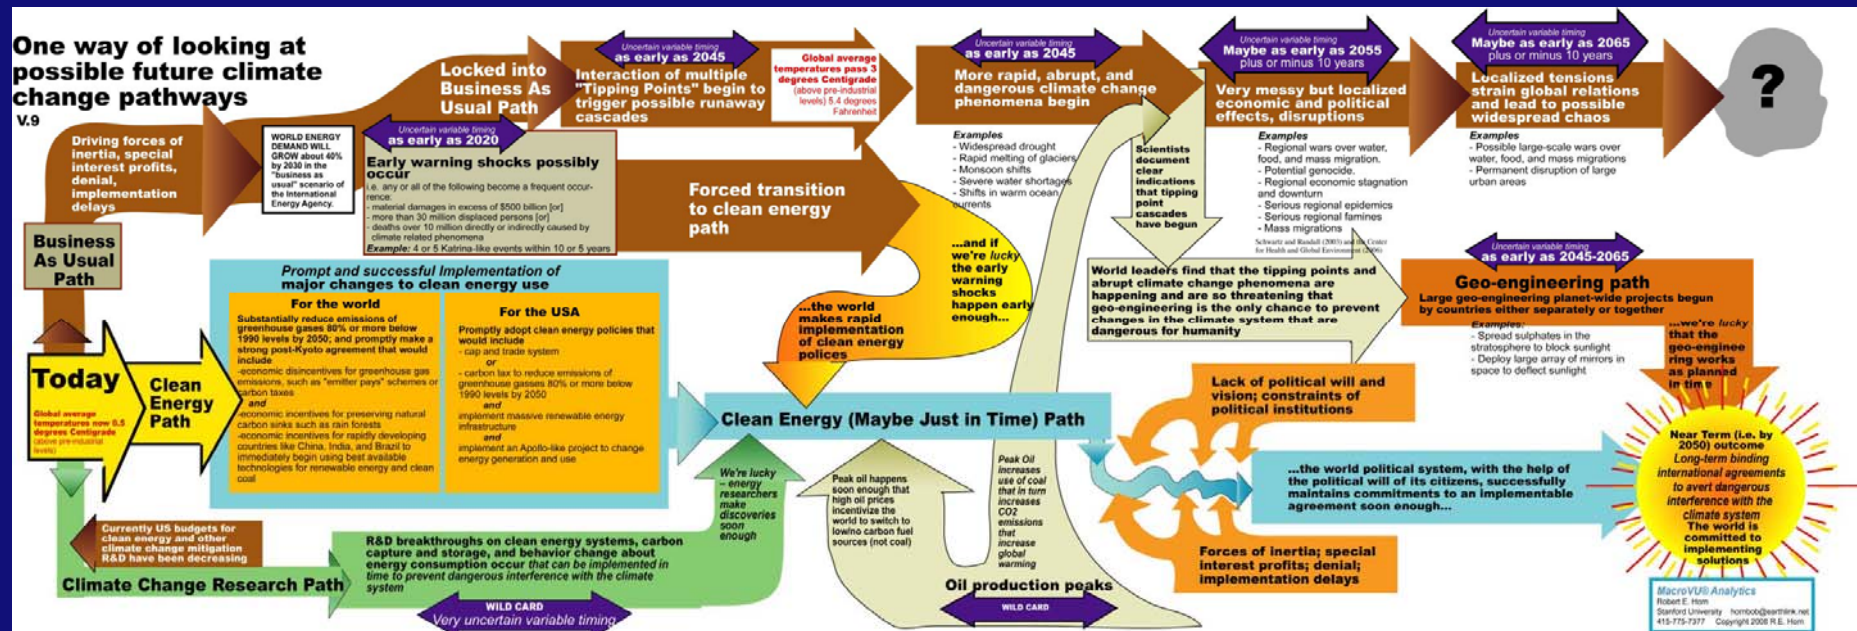 One way of looking at
possible future climate
change pathways
V.9
Driving forces of
inertia, special
interest profits,
denial,
implementation
delays
WORLD ENERGY
DEMAND WILL
GROW about 40%
by 2030 in the
"business as
usual" scenario of
the International
Energy Agency.
Business
As Usual
Path
Locked into
Business As
Usual Path
Uncertain variable timing
as early as 2020
Early warning shocks possibly
occur
i.e. any or all of the following become a frequent occur-
rence:
- material damages in excess of $500 billion [or]
- more than 30 million displaced persons [or]
- deaths over 10 million directly or indirectly caused by
climate related phenomena
Example: 4 or 5 Katrina-like events within 10 or 5 years
Uncertain variable timing
as early as 2045
Interaction of multiple
"Tipping Points" begin to
trigger possible runaway
cascades
Global average
temperatures pass 3
degrees Centigrade
(above pre-industrial
levels) 5.4 degrees
Fahrenheit
Forced transition
to clean energy
path
Uncertain variable timing
as early as 2045
More rapid, abrupt, and
dangerous climate change
phenomena begin
Examples
- Widespread drought
- Rapid melting of glaciers
- Monsoon shifts
- Severe water shortages
- Shifts in warm ocean
currents
Scientists
document
clear
indications
that tipping
point
cascades
have begun
Uncertain variable timing
Maybe as early as 2055
plus or minus 10 years
Very messy but localized
economic and political
effects, disruptions
Examples
- Regional wars over water,
food, and mass migration.
- Potential genocide.
- Regional economic stagnation
and downturn
- Serious regional epidemics
- Serious regional famines
- Mass migrations
Schwartz and Randall (2003) and the Center
for Health and Global Environment (2006)
Uncertain variable timing
Maybe as early as 2065
plus or minus 10 years
Localized tensions
strain global relations
and lead to possible
widespread chaos
Examples
- Possible large-scale wars over
water, food, and mass migrations
- Permanent disruption of large
urban areas
?
...and if
we're lucky
the early
warning
shocks
happen early
enough...
...the world
makes rapid
implementation
of clean energy
polices
World leaders find that the tipping points and
abrupt climate change phenomena are
happening and are so threatening that
geo-engineering is the only chance to prevent
changes in the climate system that are
dangerous for humanity
Uncertain variable timing
as early as 2045-2065
Geo-engineering path
Large geo-engineering planet-wide projects begun
by countries either separately or together
Examples:
- Spread sulphates in the
stratosphere to block sunlight
- Deploy large array of mirrors in
space to deflect sunlight
...we're lucky
that the
geo-enginee
ring works
as planned
in time
Today
Global average
temperatures now 0.5
degrees Centigrade
(above pre-industrial
levels)
Clean
Energy
Path
Prompt and successful Implementation of
major changes to clean energy use
For the world
Substantially reduce emissions of
greenhouse gases 80% or more below
1990 levels by 2050; and promptly make a
strong post-Kyoto agreement that would
include
-economic disincentives for greenhouse gas
emissions, such as "emitter pays" schemes or
carbon taxes
and
-economic incentives for preserving natural
carbon sinks such as rain forests
-economic incentives for rapidly developing
countries like China, India, and Brazil to
immediately begin using best available
technologies for renewable energy and clean
coal
For the USA
Promptly adopt clean energy policies that
would include
- cap and trade system
or
- carbon tax to reduce emissions of
greenhouse gasses 80% or more below
1990 levels by 2050
and
implement massive renewable energy
infrastructure
and
implement an Apollo-like project to change
energy generation and use
Clean Energy (Maybe Just in Time) Path
Lack of political will and
vision; constraints of
political institutions
...the world political system, with the help of
the political will of its citizens, successfully
maintains commitments to an implementable
agreement soon enough...
Near Term (i.e. by
2050) outcome
Long-term binding
international agreements
to avert dangerous
interference with the
climate system
The world is
committed to
implementing
solutions
Forces of inertia; special
interest profits; denial;
implementation delays
We're lucky
– energy
researchers
make
discoveries
soon
enough
Peak oil happens
soon enough that
high oil prices
incentivize the
world to switch to
low/no carbon fuel
sources (not coal)
Peak Oil
increases
use of coal
that in turn
increases
CO2
emissions
that
increase
global
warming
Oil production peaks
WILD CARD
Currently US budgets for
clean energy and other
climate change mitigation
R&D have been decreasing
Climate Change Research Path
R&D breakthroughs on clean energy systems, carbon
capture and storage, and behavior change about
energy consumption occur that can be implemented in
time to prevent dangerous interference with the climate
system
WILD CARD
Very uncertain variable timing
MacroVU® Analytics
Robert E. Horn
Stanford University hornbob@earthlink.net
415-775-7377 Copyright 2008 R.E. Horn